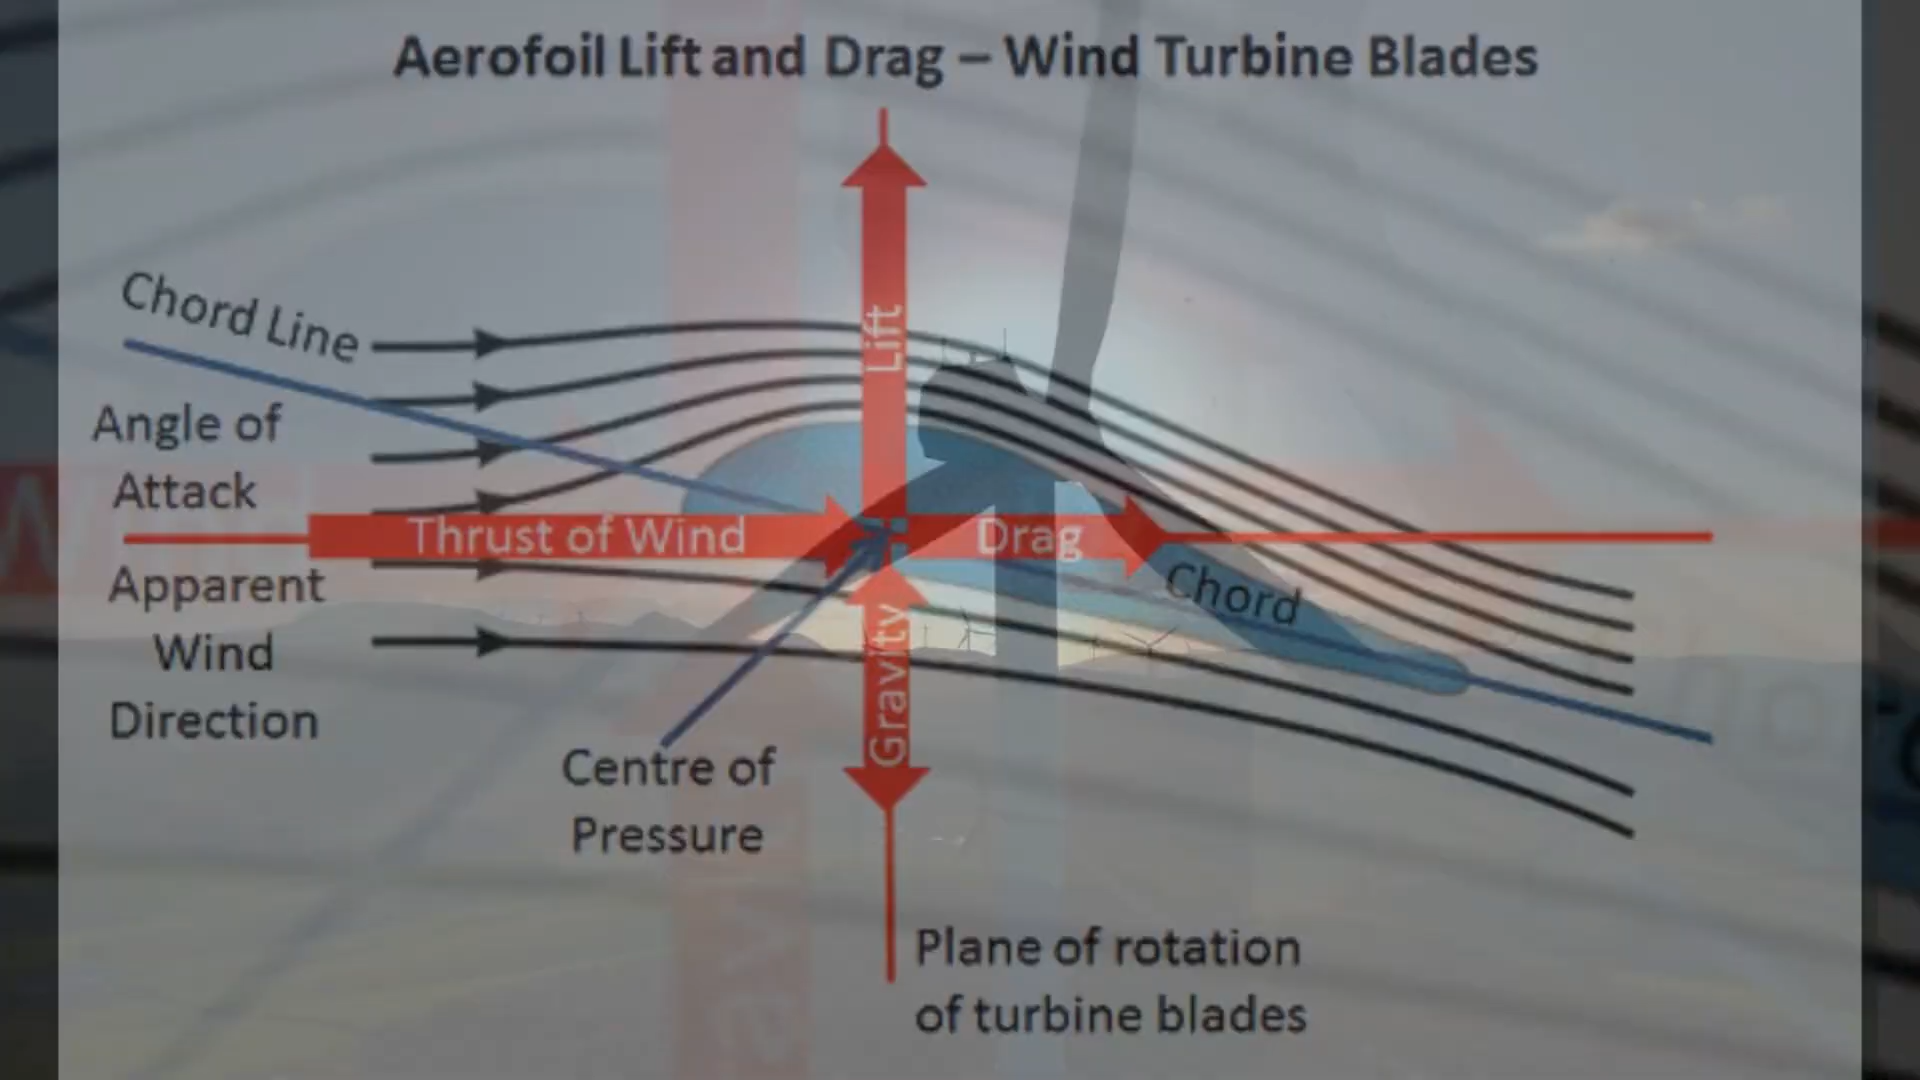 Aerofoil Lift and Drag – Wind Turbine Blades
Chord Line
Lift
Angle of
Attack
Thrust of Wind
Drag
Apparent
Wind
Direction
Chord
Gravity
Centre of
Pressure
Plane of rotation
of turbine blades